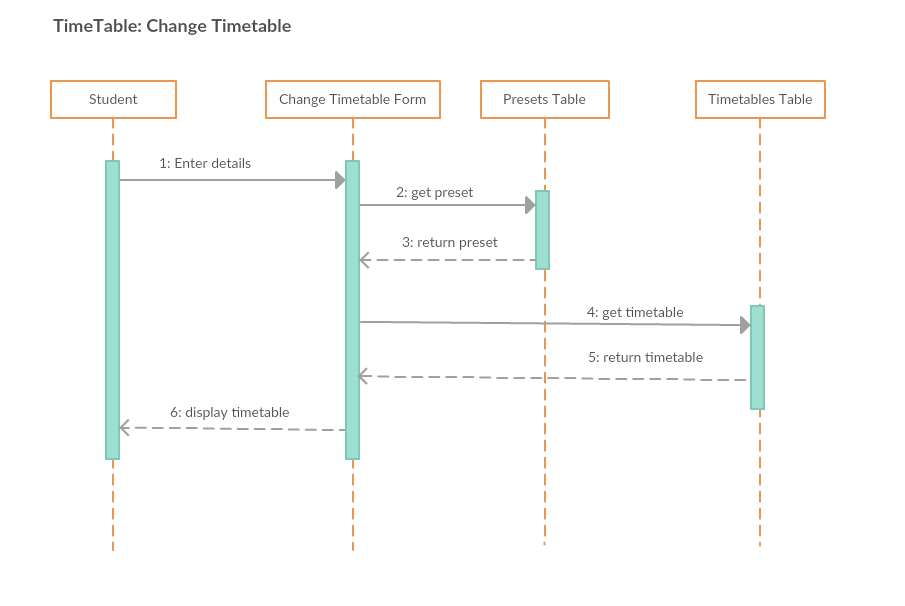 TimeTable: Change Timetable
Student
Change Timetable Form
Presets Table
Timetables Table
1: Enter details
2: get preset
3: return preset
4: get timetable
5: return timetable
6: display timetable